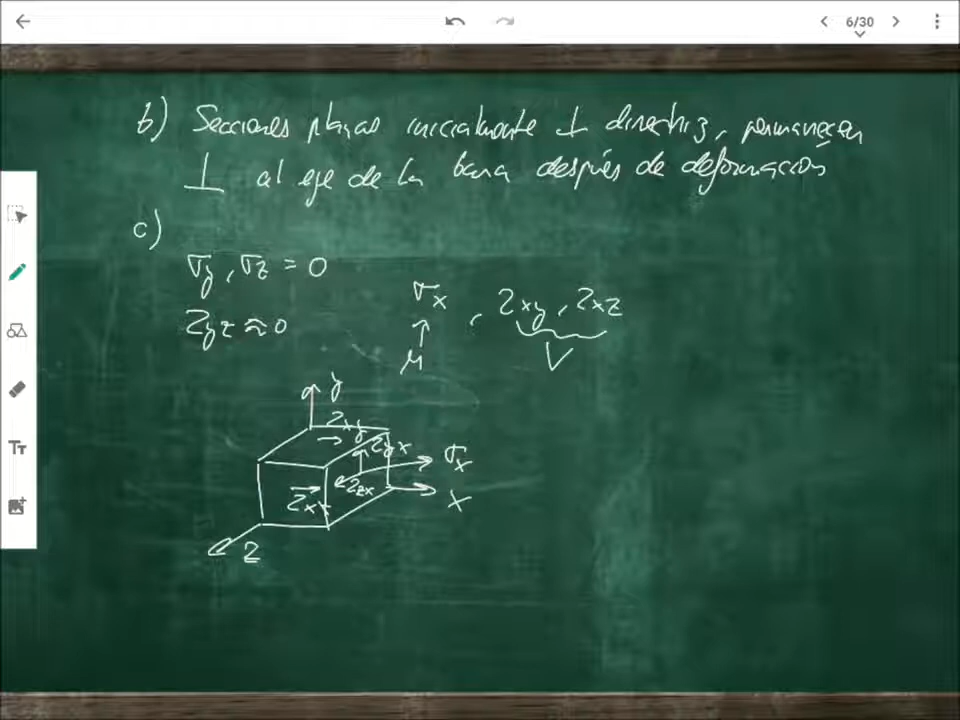 6/30
b) Secciones planas inicialmente ⊥ directriz, permanecen
⊥ al eje de la barra después de deformación
c)
σy, σz = 0
τyz ≈ 0
σx, τxy, τxz
↑
M
V
y
τxy
τyx
σx
τzx
τxz
x
z
Tт